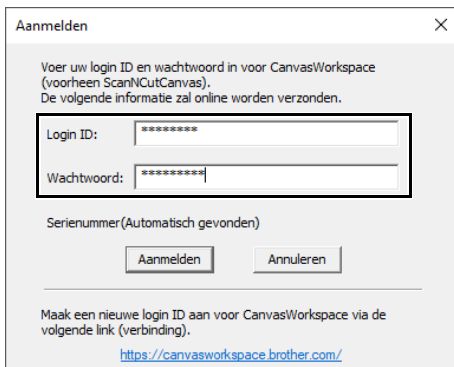 Aanmelden
Voer uw login ID en wachtwoord in voor CanvasWorkspace
(voorheen ScanNCutCanvas).
De volgende informatie zal online worden verzonden.
Login ID: ********
Wachtwoord: *********
Serienummer(Automatisch gevonden)
Aanmelden Annuleren
Maak een nieuwe login ID aan voor CanvasWorkspace via de
volgende link (verbinding).
https://canvasworkspace.brother.com/